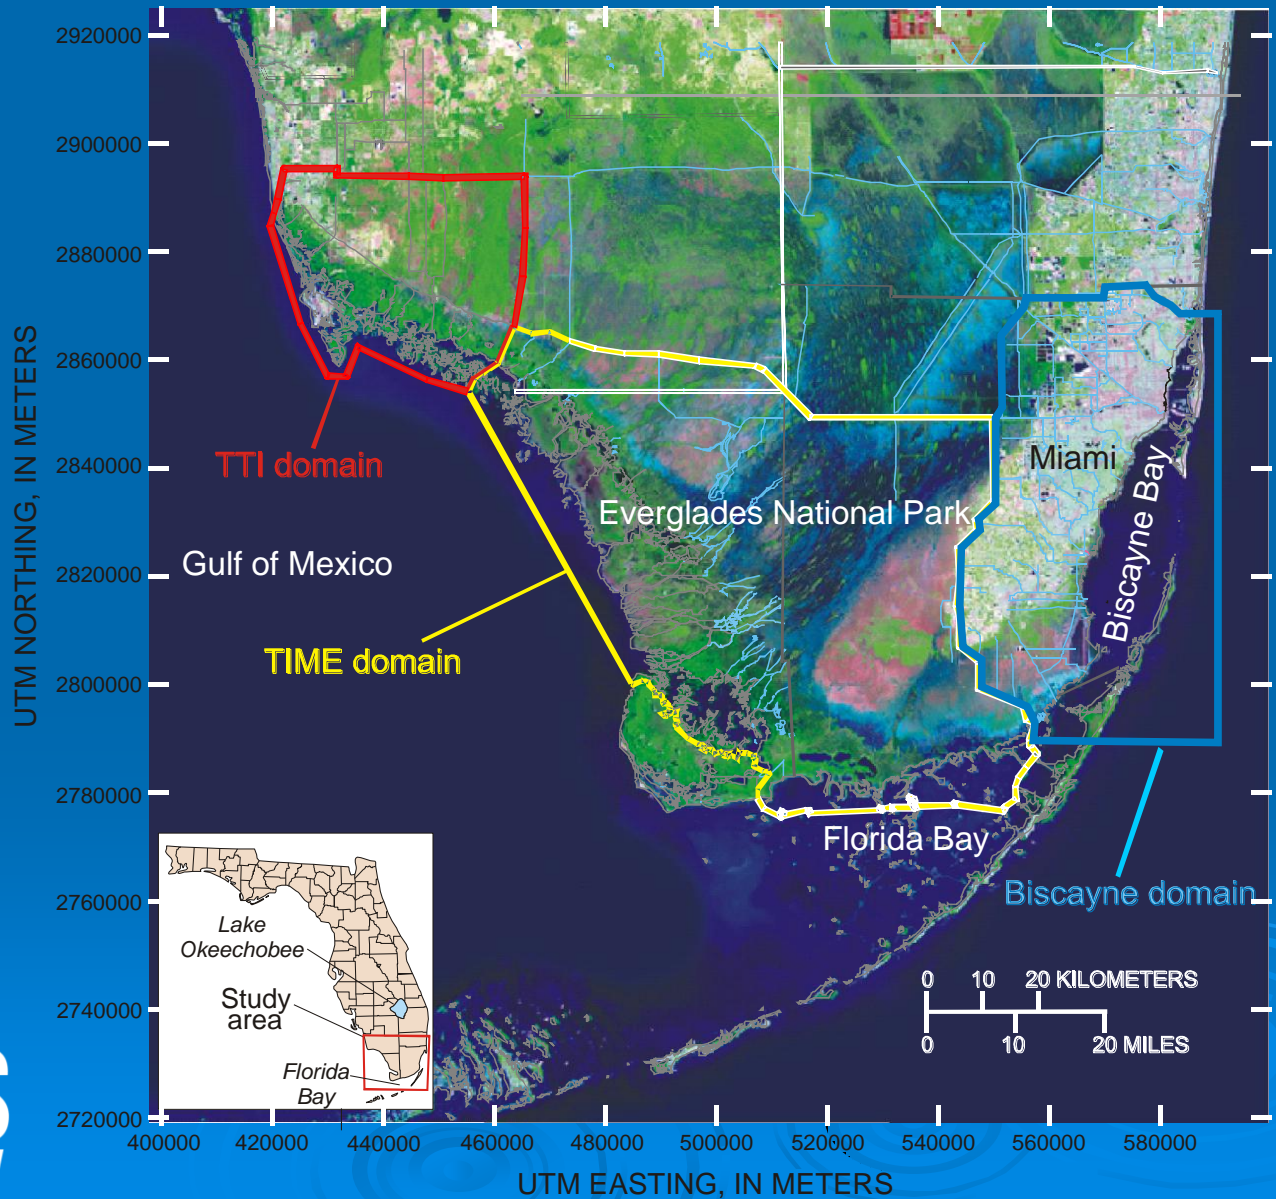 2920000
2900000
2880000
2860000
2840000
2820000
2800000
2780000
2760000
2740000
2720000
UTM NORTHING, IN METERS
TTI domain
Gulf of Mexico
TIME domain
Everglades National Park
Miami
Biscayne Bay
Florida Bay
Biscayne domain
Lake
Okeechobee
Study
area
Florida
Bay
0 10 20 KILOMETERS
0 10 20 MILES
400000 420000 440000 460000 480000 500000 520000 540000 560000 580000
UTM EASTING, IN METERS